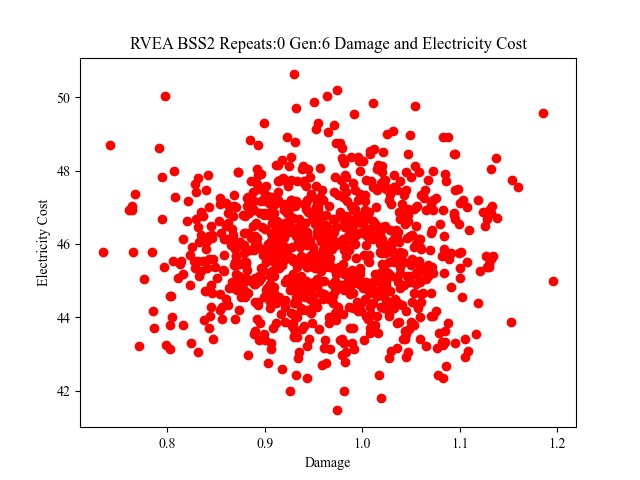 RVEA BSS2 Repeats:0 Gen:6 Damage and Electricity Cost
50
48
46
44
42
Electricity Cost
0.8 0.9 1.0 1.1 1.2
Damage